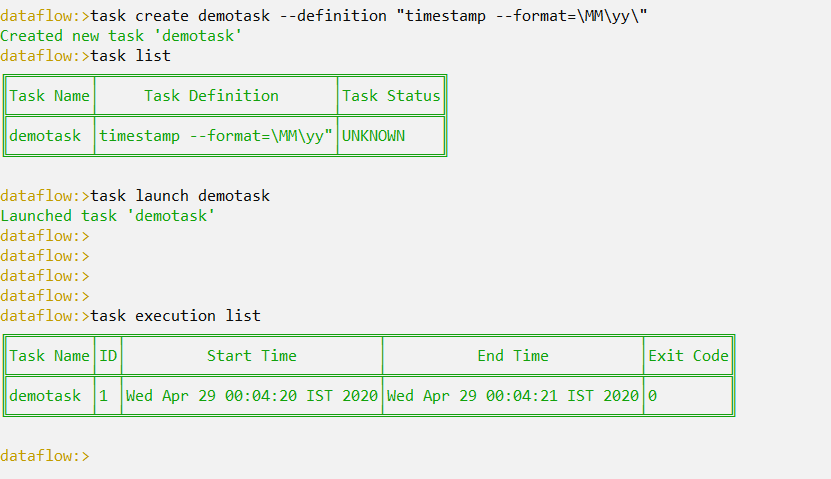 dataflow:>task create demotask --definition "timestamp --format=\MM\yy\"
Created new task 'demotask'
dataflow:>task list
Task Name Task Definition Task Status
demotask timestamp --format=\MM\yy" UNKNOWN
dataflow:>task launch demotask
Launched task 'demotask'
dataflow:>
dataflow:>
dataflow:>
dataflow:>
dataflow:>task execution list
Task Name ID Start Time End Time Exit Code
demotask 1 Wed Apr 29 00:04:20 IST 2020 Wed Apr 29 00:04:21 IST 2020 0
dataflow:>